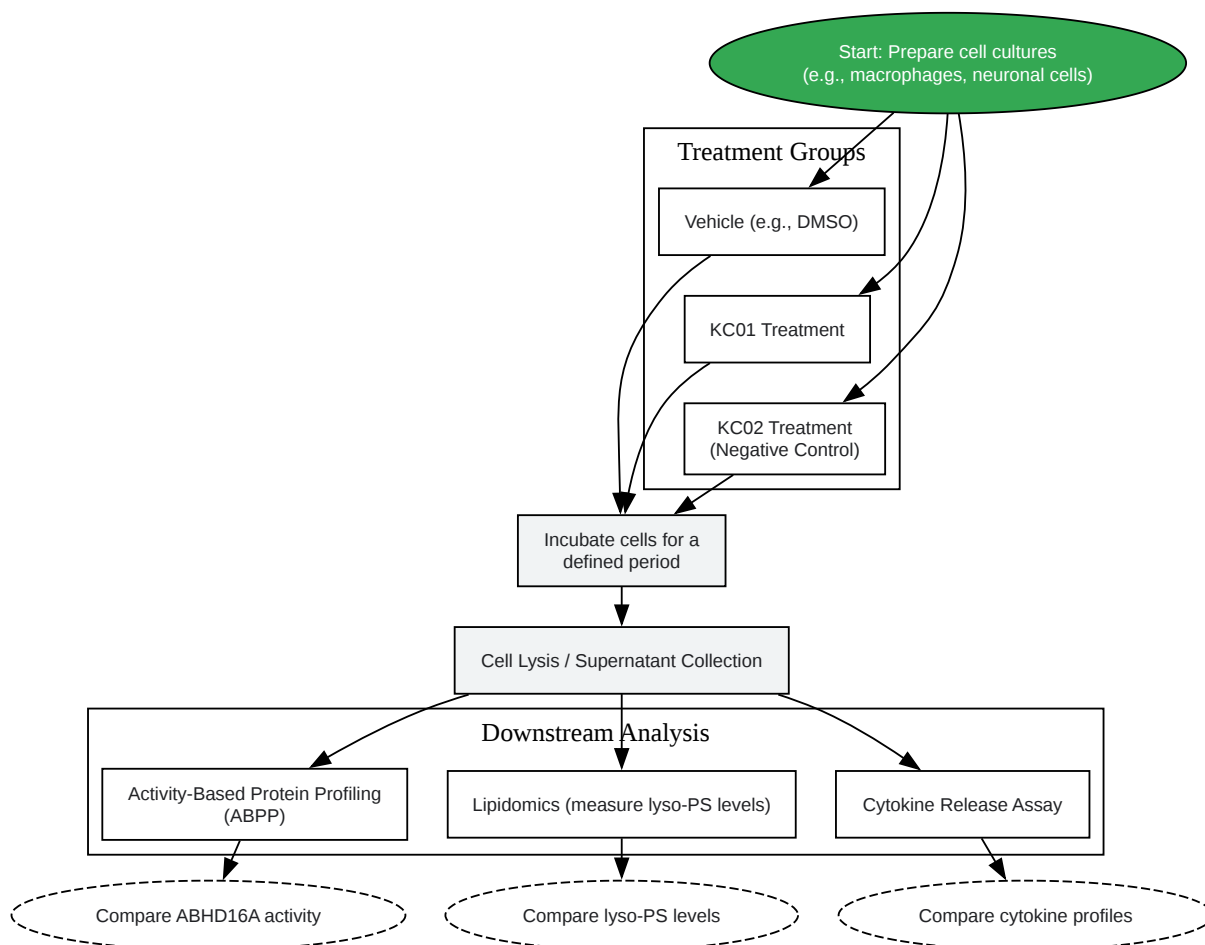 Start: Prepare cell cultures
(e.g., macrophages, neuronal cells)
Treatment Groups
Vehicle (e.g., DMSO)
KC01 Treatment
KC02 Treatment
(Negative Control)
Incubate cells for a
defined period
Cell Lysis / Supernatant Collection
Downstream Analysis
Activity-Based Protein Profiling
(ABPP)
Lipidomics (measure lyso-PS levels)
Cytokine Release Assay
Compare ABHD16A activity
Compare lyso-PS levels
Compare cytokine profiles